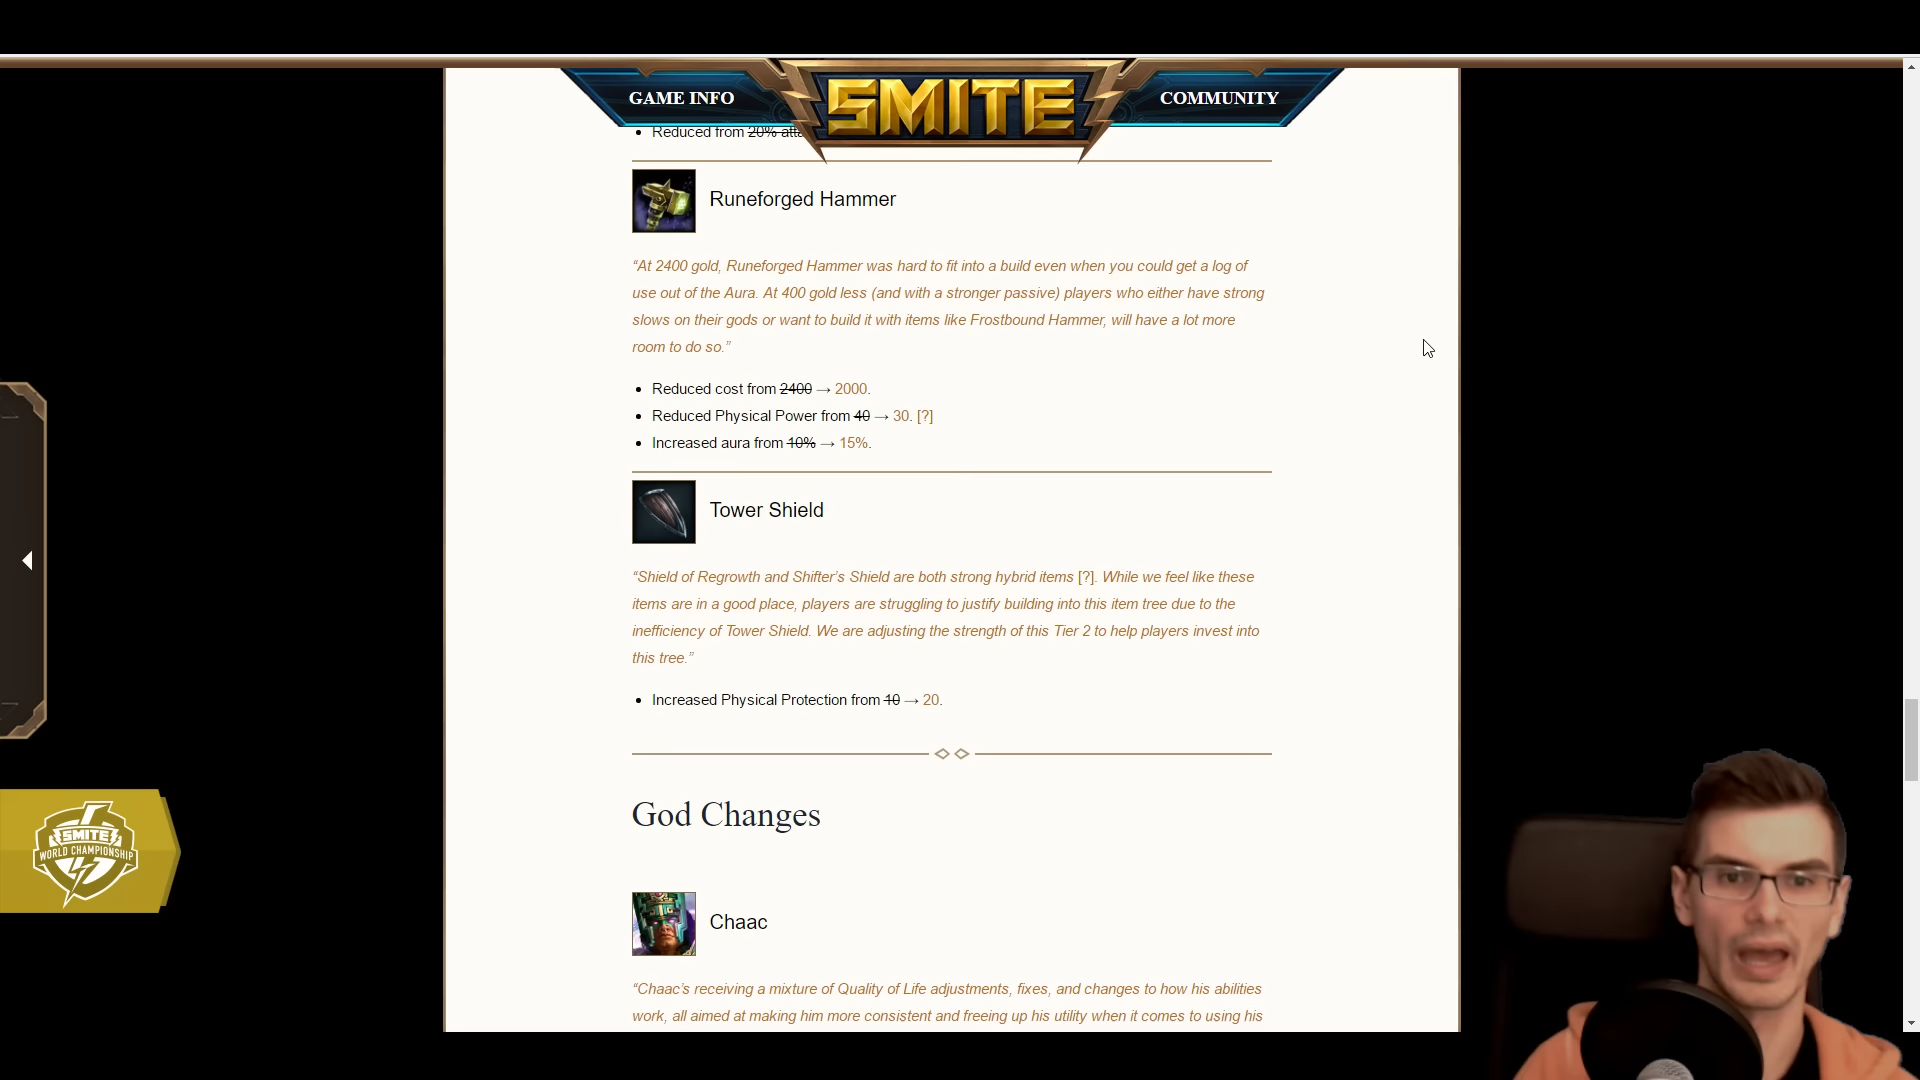 GAME INFO
SMITE
COMMUNITY
Reduced from 20%
Runeforged Hammer
“At 2400 gold, Runeforged Hammer was hard to fit into a build even when you could get a log of
use out of the Aura. At 400 gold less (and with a stronger passive) players who either have strong
slows on their gods or want to build it with items like Frostbound Hammer, will have a lot more
room to do so.”
Reduced cost from 2400 → 2000.
Reduced Physical Power from 40 → 30. [?]
Increased aura from 10% → 15%.
Tower Shield
“Shield of Regrowth and Shifter’s Shield are both strong hybrid items [?]. While we feel like these
items are in a good place, players are struggling to justify building into this item tree due to the
inefficiency of Tower Shield. We are adjusting the strength of this Tier 2 to help players invest into
this tree.”
Increased Physical Protection from 10 → 20.
God Changes
SMITE
WORLD CHAMPIONSHIP
Chaac
“Chaac’s receiving a mixture of Quality of Life adjustments, fixes, and changes to how his abilities
work, all aimed at making him more consistent and freeing up his utility when it comes to using his